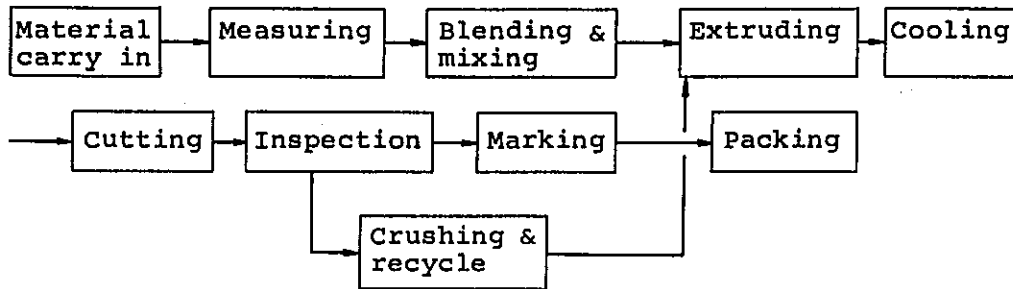 Material
carry in
Measuring
Blending &
mixing
Extruding
Cooling
Cutting
Inspection
Marking
Packing
Crushing &
recycle